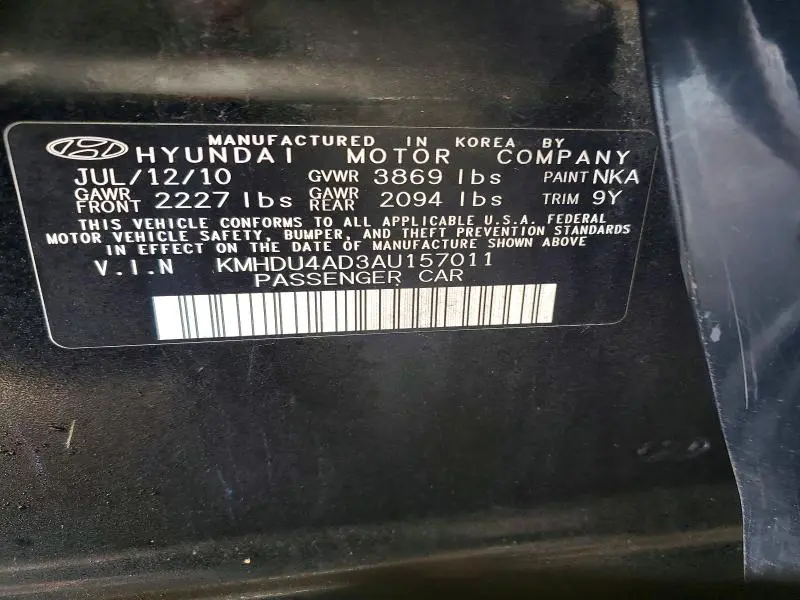 MANUFACTURED IN KOREA BY
HYUNDAI MOTOR COMPANY
JUL/12/10 GVWR 3869 lbs PAINT NKA
GAWR FRONT 2227 lbs GAWR REAR 2094 lbs TRIM 9Y
THIS VEHICLE CONFORMS TO ALL APPLICABLE U.S.A. FEDERAL
MOTOR VEHICLE SAFETY, BUMPER, AND THEFT PREVENTION STANDARDS
IN EFFECT ON THE DATE OF MANUFACTURE SHOWN ABOVE
V.I.N KMHDU4AD3AU157011
PASSENGER CAR